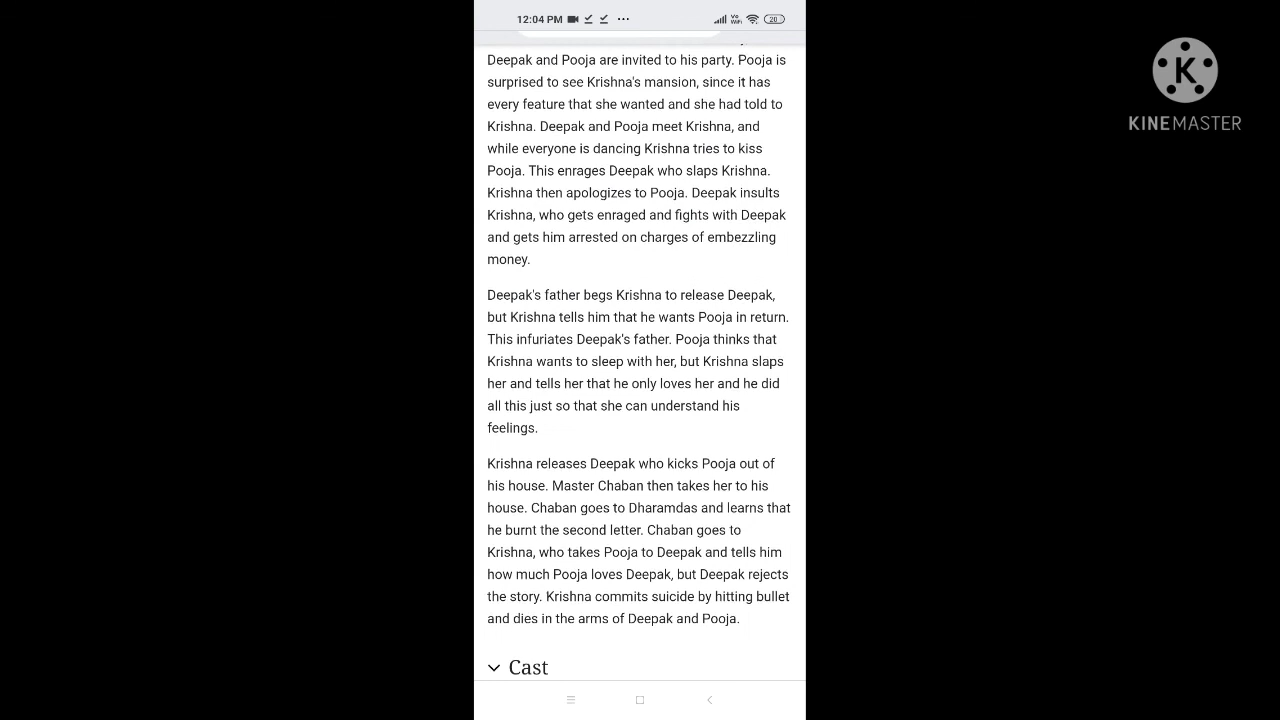 12:04 PM
Vo WiFi
20
K
KINEMASTER
Deepak and Pooja are invited to his party. Pooja is
surprised to see Krishna's mansion, since it has
every feature that she wanted and she had told to
Krishna. Deepak and Pooja meet Krishna, and
while everyone is dancing Krishna tries to kiss
Pooja. This enrages Deepak who slaps Krishna.
Krishna then apologizes to Pooja. Deepak insults
Krishna, who gets enraged and fights with Deepak
and gets him arrested on charges of embezzling
money.
Deepak's father begs Krishna to release Deepak,
but Krishna tells him that he wants Pooja in return.
This infuriates Deepak's father. Pooja thinks that
Krishna wants to sleep with her, but Krishna slaps
her and tells her that he only loves her and he did
all this just so that she can understand his
feelings.
Krishna releases Deepak who kicks Pooja out of
his house. Master Chaban then takes her to his
house. Chaban goes to Dharamdas and learns that
he burnt the second letter. Chaban goes to
Krishna, who takes Pooja to Deepak and tells him
how much Pooja loves Deepak, but Deepak rejects
the story. Krishna commits suicide by hitting bullet
and dies in the arms of Deepak and Pooja.
Cast